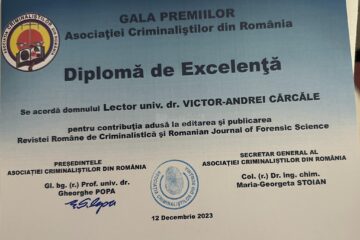 GALA PREMIILOR
Asociației Criminaliștilor din România
Diplomă de Excelență
Se acordă domnului Lector univ. dr. VICTOR-ANDREI CĂRCĂLE
pentru contribuția adusă la editarea și publicarea
Revistei Române de Criminalistică și Romanian Journal of Forensic Science
PREȘEDINTELE
ASOCIAȚIEI CRIMINALIȘTILOR DIN ROMÂNIA
Gl. bg. (r.) Prof. univ. dr.
Gheorghe POPA
SECRETAR GENERAL AL
ASOCIAȚIEI CRIMINALIȘTILOR DIN ROMÂNIA
Col. (r.) Dr. ing. chim.
Maria-Georgeta STOIAN
12 Decembrie 2023